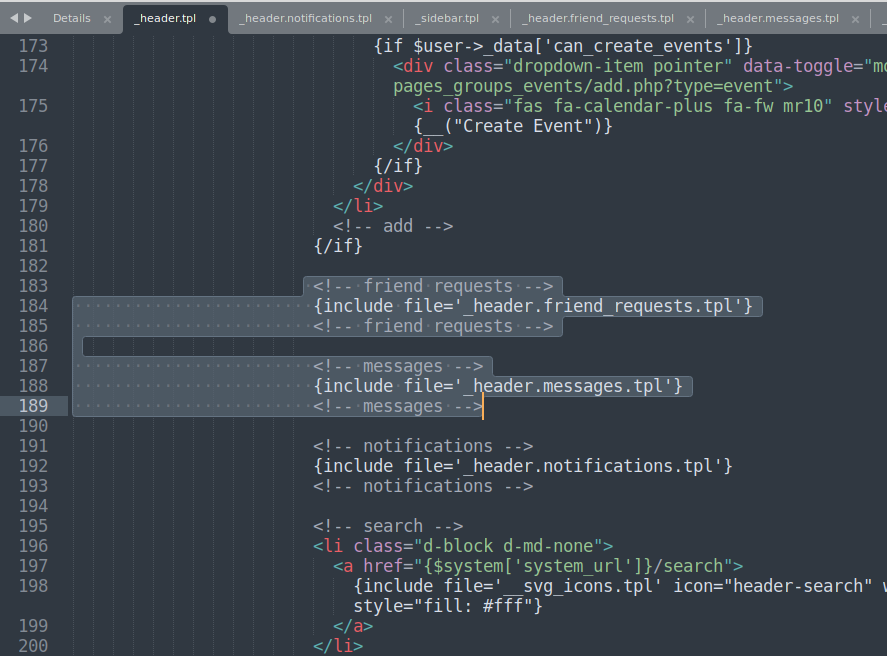 Details × _header.tpl _header.notifications.tpl × _sidebar.tpl × _header.friend_requests.tpl × _header.messages.tpl ×
173 {if $user->_data['can_create_events']}
174 <div class="dropdown-item pointer" data-toggle="mo
pages_groups_events/add.php?type=event">
175 <i class="fas fa-calendar-plus fa-fw mr10" style
{__("Create Event")}
176 </div>
177 {/if}
178 </div>
179 </li>
180 <!-- add -->
181 {/if}
182
183 <!-- friend requests -->
184 {include file='_header.friend_requests.tpl'}
185 <!-- friend requests -->
186
187 <!-- messages -->
188 {include file='_header.messages.tpl'}
189 <!-- messages -->
190
191 <!-- notifications -->
192 {include file='_header.notifications.tpl'}
193 <!-- notifications -->
194
195 <!-- search -->
196 <li class="d-block d-md-none">
197 <a href="{$system['system_url']}/search">
198 {include file='__svg_icons.tpl' icon="header-search" w
style="fill: #fff"}
199 </a>
200 </li>